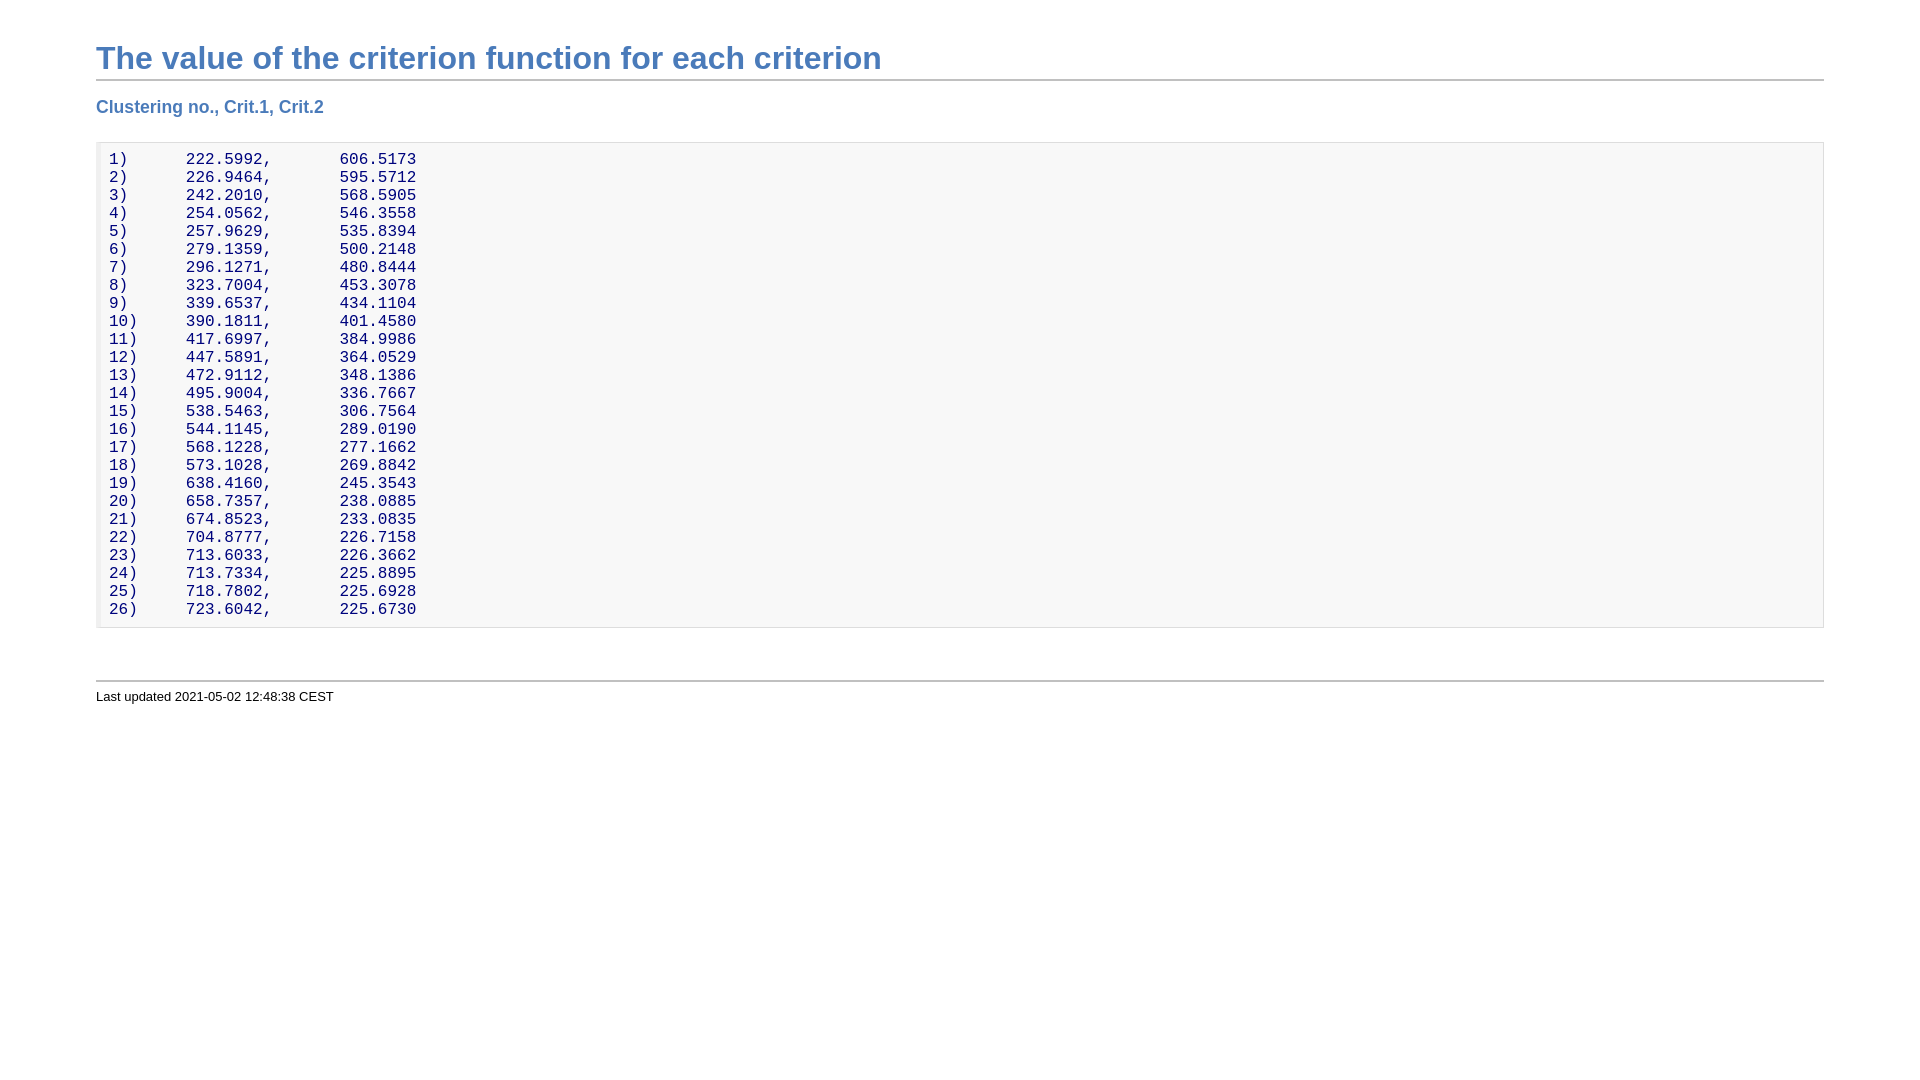 The value of the criterion function for each criterion
Clustering no., Crit.1, Crit.2
1)      222.5992,       606.5173
2)      226.9464,       595.5712
3)      242.2010,       568.5905
4)      254.0562,       546.3558
5)      257.9629,       535.8394
6)      279.1359,       500.2148
7)      296.1271,       480.8444
8)      323.7004,       453.3078
9)      339.6537,       434.1104
10)     390.1811,       401.4580
11)     417.6997,       384.9986
12)     447.5891,       364.0529
13)     472.9112,       348.1386
14)     495.9004,       336.7667
15)     538.5463,       306.7564
16)     544.1145,       289.0190
17)     568.1228,       277.1662
18)     573.1028,       269.8842
19)     638.4160,       245.3543
20)     658.7357,       238.0885
21)     674.8523,       233.0835
22)     704.8777,       226.7158
23)     713.6033,       226.3662
24)     713.7334,       225.8895
25)     718.7802,       225.6928
26)     723.6042,       225.6730
Last updated 2021-05-02 12:48:38 CEST